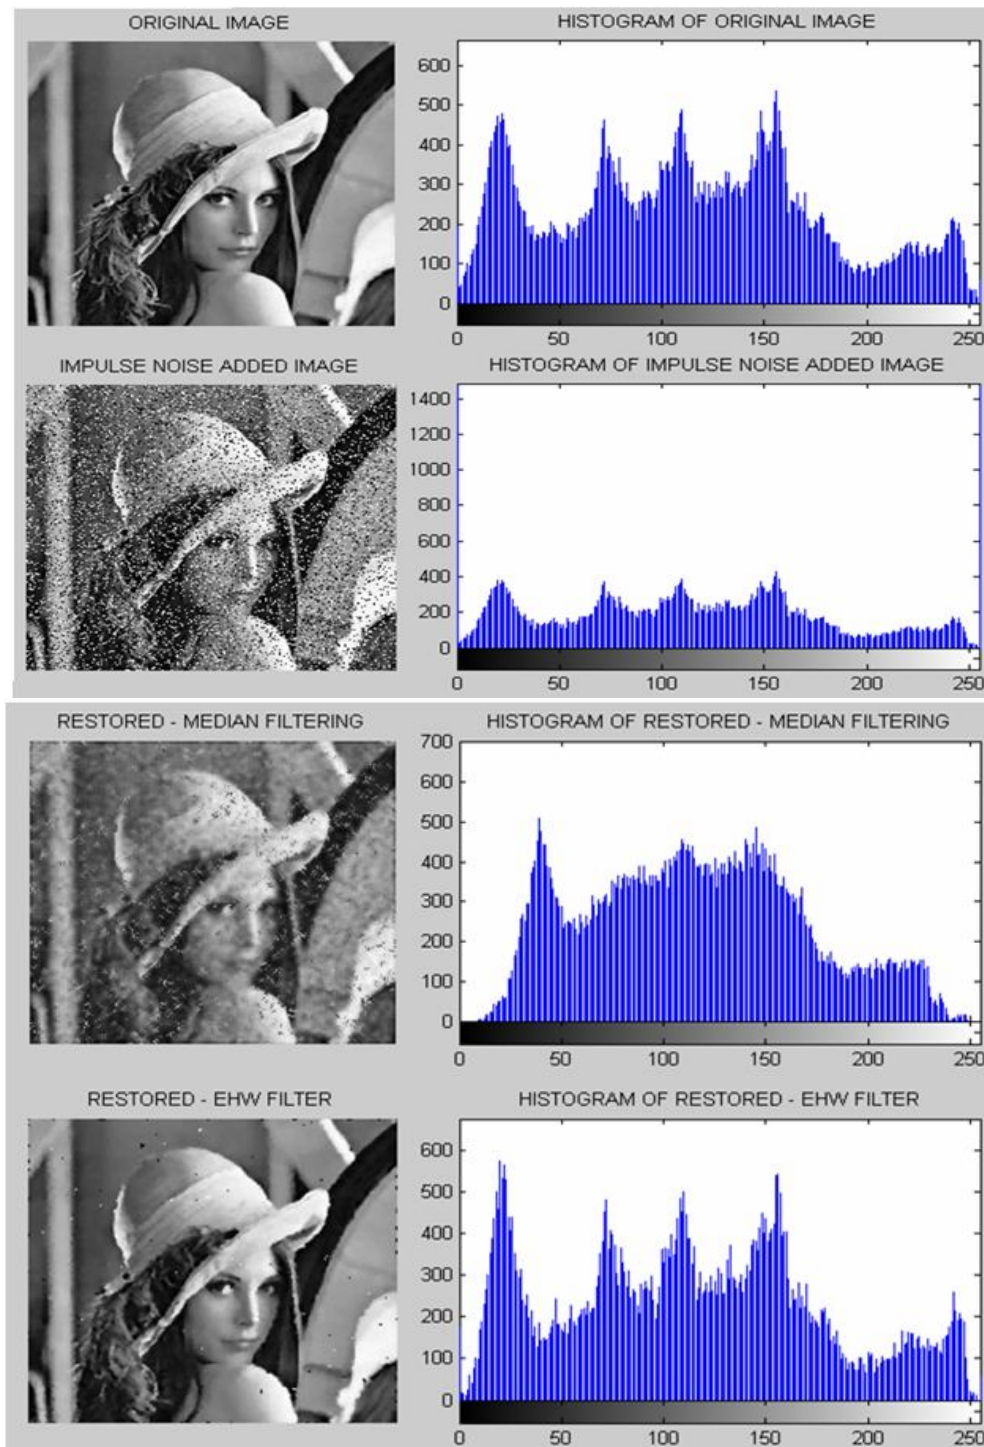 ORIGINAL IMAGE
HISTOGRAM OF ORIGINAL IMAGE
600
500
400
300
200
100
0
0 50 100 150 200 250
IMPULSE NOISE ADDED IMAGE
HISTOGRAM OF IMPULSE NOISE ADDED IMAGE
1400
1200
1000
800
600
400
200
0
0 50 100 150 200 250
RESTORED - MEDIAN FILTERING
HISTOGRAM OF RESTORED - MEDIAN FILTERING
700
600
500
400
300
200
100
0
0 50 100 150 200 250
RESTORED - EHW FILTER
HISTOGRAM OF RESTORED - EHW FILTER
600
500
400
300
200
100
0
0 50 100 150 200 250